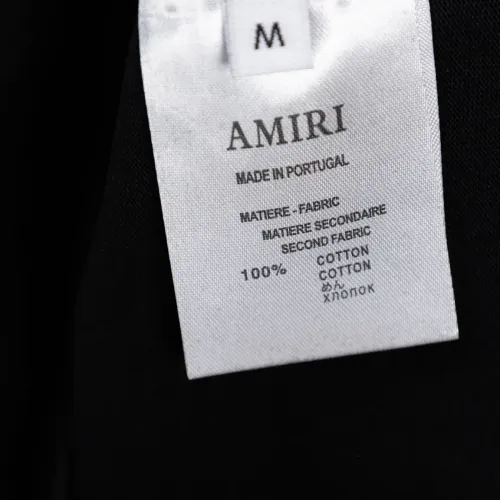 M
AMIRI
MADE IN PORTUGAL
MATIERE - FABRIC
MATIERE SECONDAIRE
SECOND FABRIC
100% COTTON
COTTON
めん
хлопок